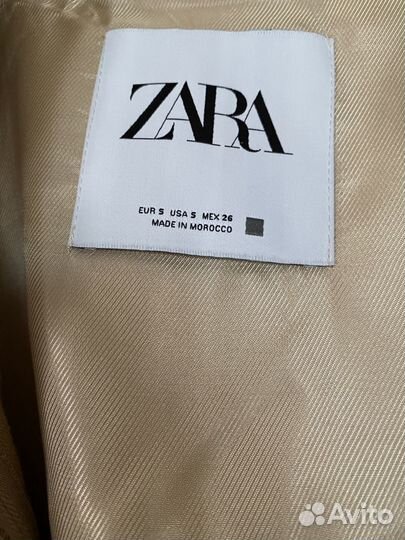 ZARA
EUR S USA S MEX 26
MADE IN MOROCCO
Avito